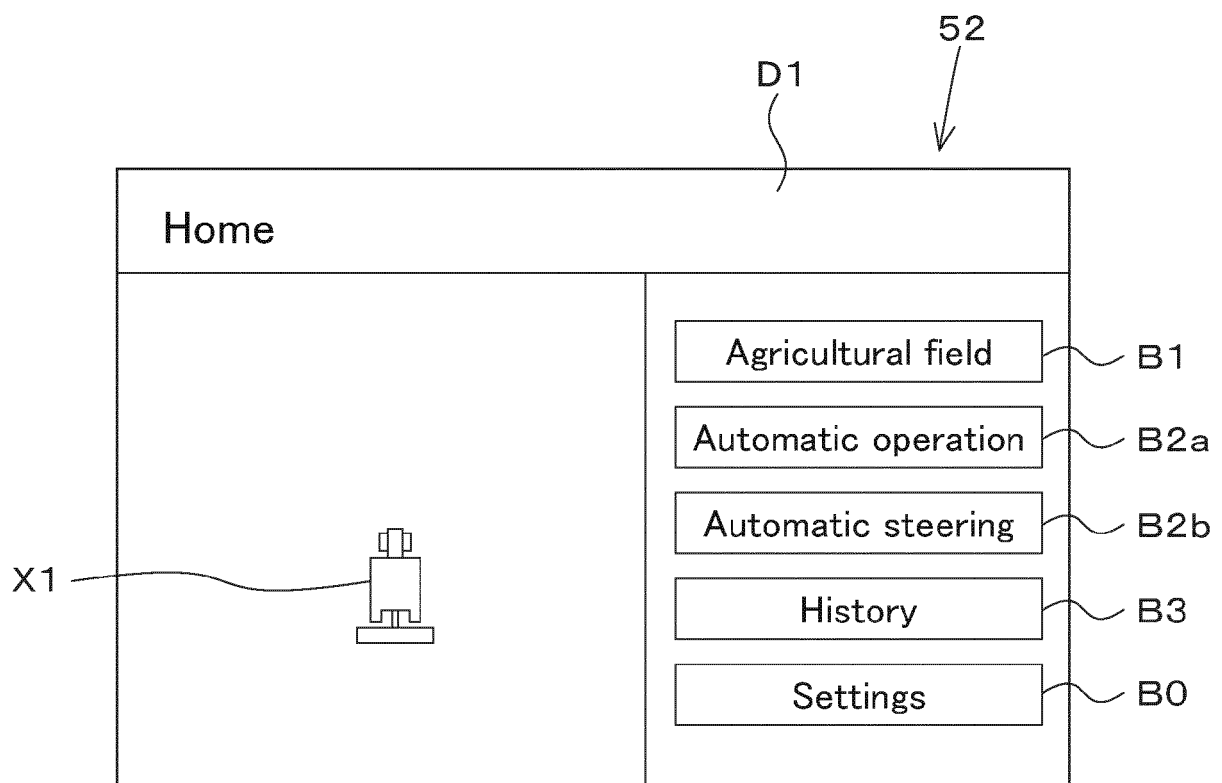 52
D1
Home
Agricultural field B1
Automatic operation B2a
Automatic steering B2b
X1
History B3
Settings B0